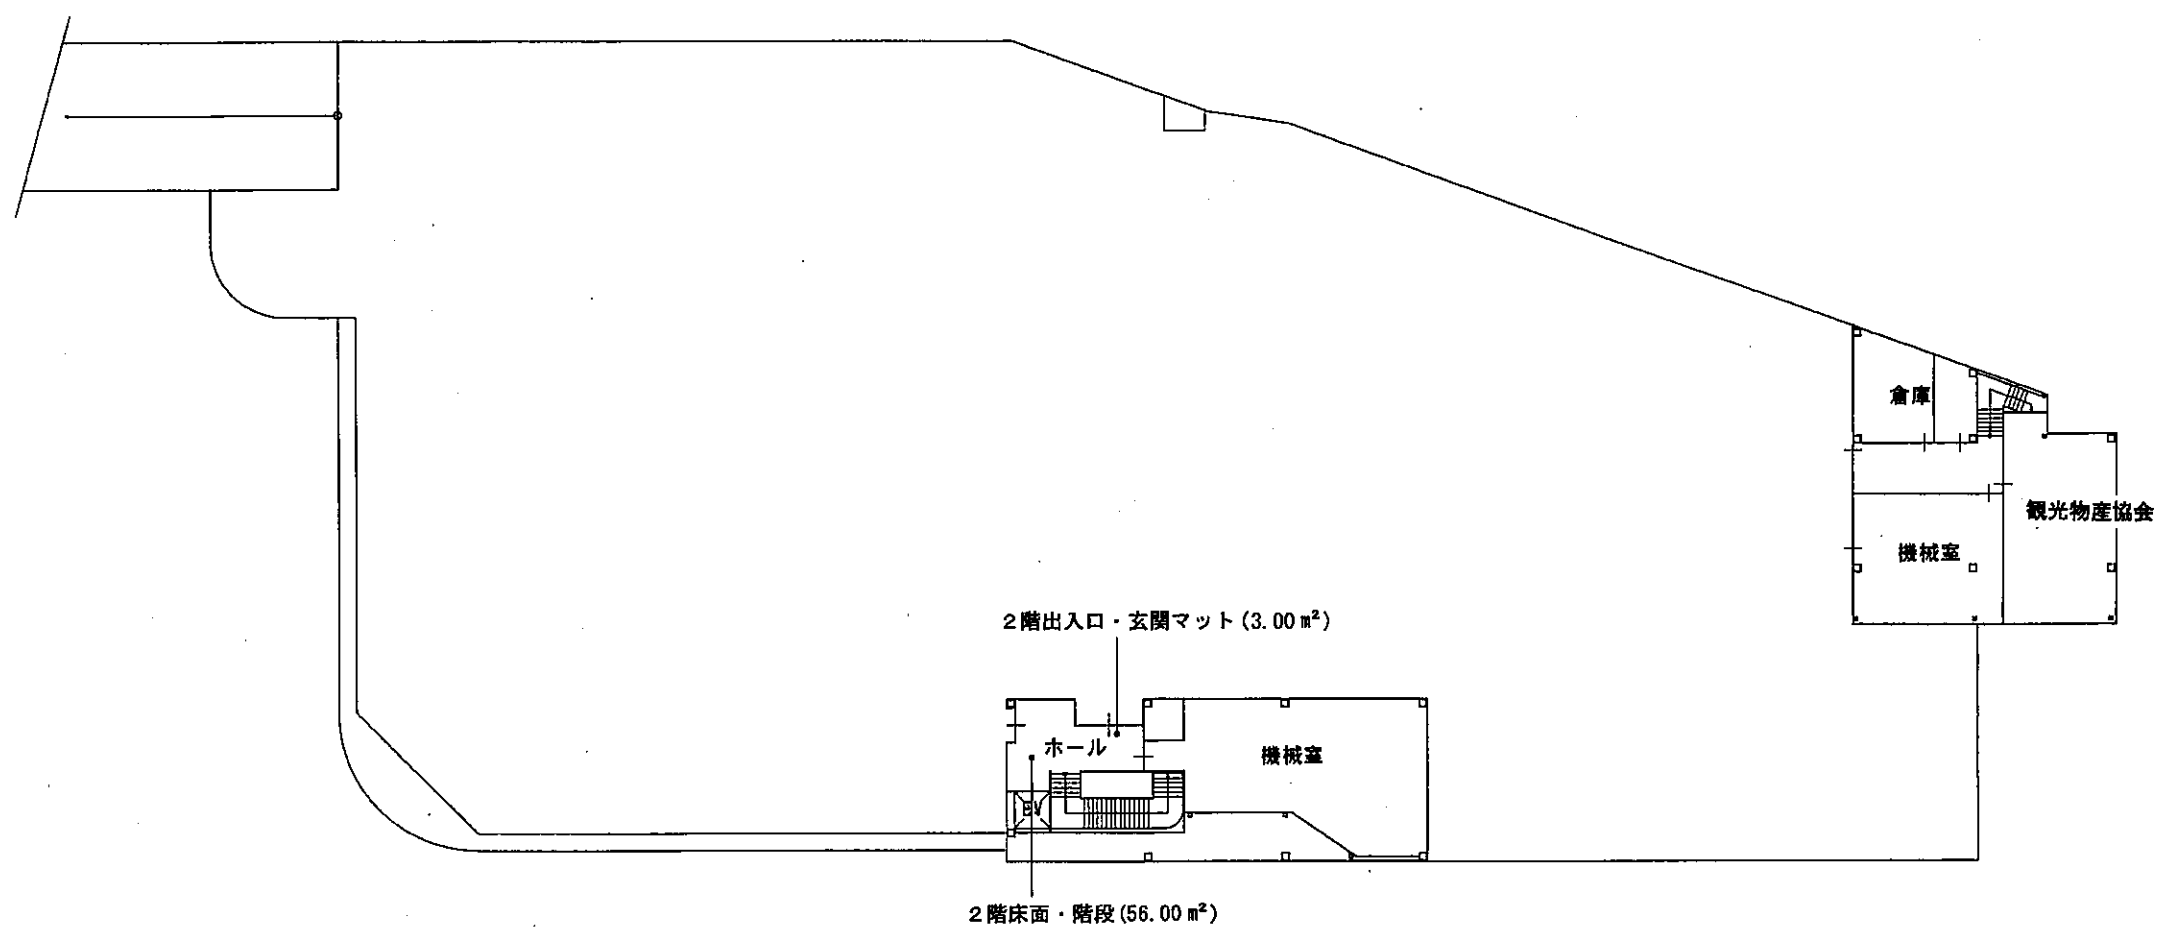 倉庫
観光物産協会
機械室
2階出入口・玄関マット(3.00㎡)
ホール
機械室
EV
2階床面・階段(56.00㎡)